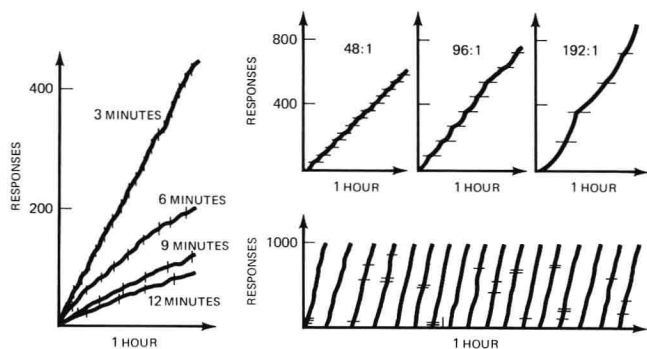 400
200
RESPONSES
3 MINUTES
6 MINUTES
9 MINUTES
12 MINUTES
1 HOUR
800
400
RESPONSES
48:1
96:1
192:1
1 HOUR
1 HOUR
1 HOUR
1000
RESPONSES
1 HOUR